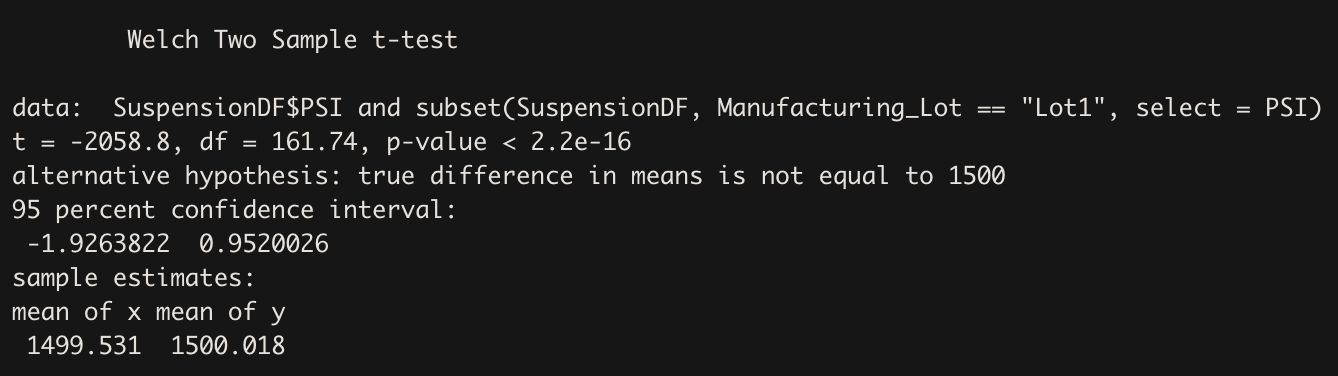 Welch Two Sample t-test
data:  SuspensionDF$PSI and subset(SuspensionDF, Manufacturing_Lot == "Lot1", select = PSI)
t = -2058.8, df = 161.74, p-value < 2.2e-16
alternative hypothesis: true difference in means is not equal to 1500
95 percent confidence interval:
 -1.9263822  0.9520026
sample estimates:
mean of x mean of y
 1499.531  1500.018